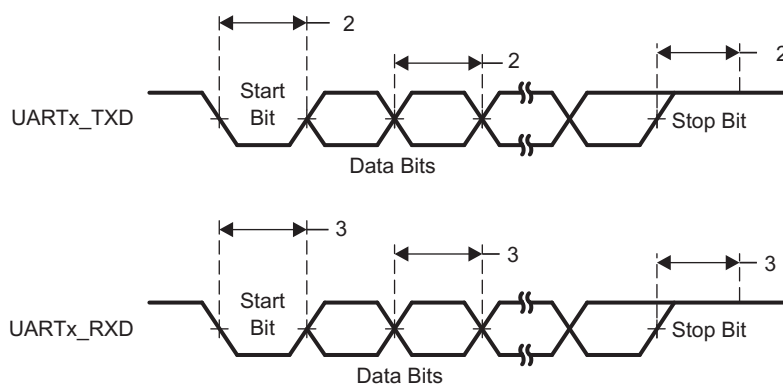 2
2
2
UARTx_TXD
Start
Bit
Stop Bit
Data Bits
3
3
3
UARTx_RXD
Start
Bit
Stop Bit
Data Bits